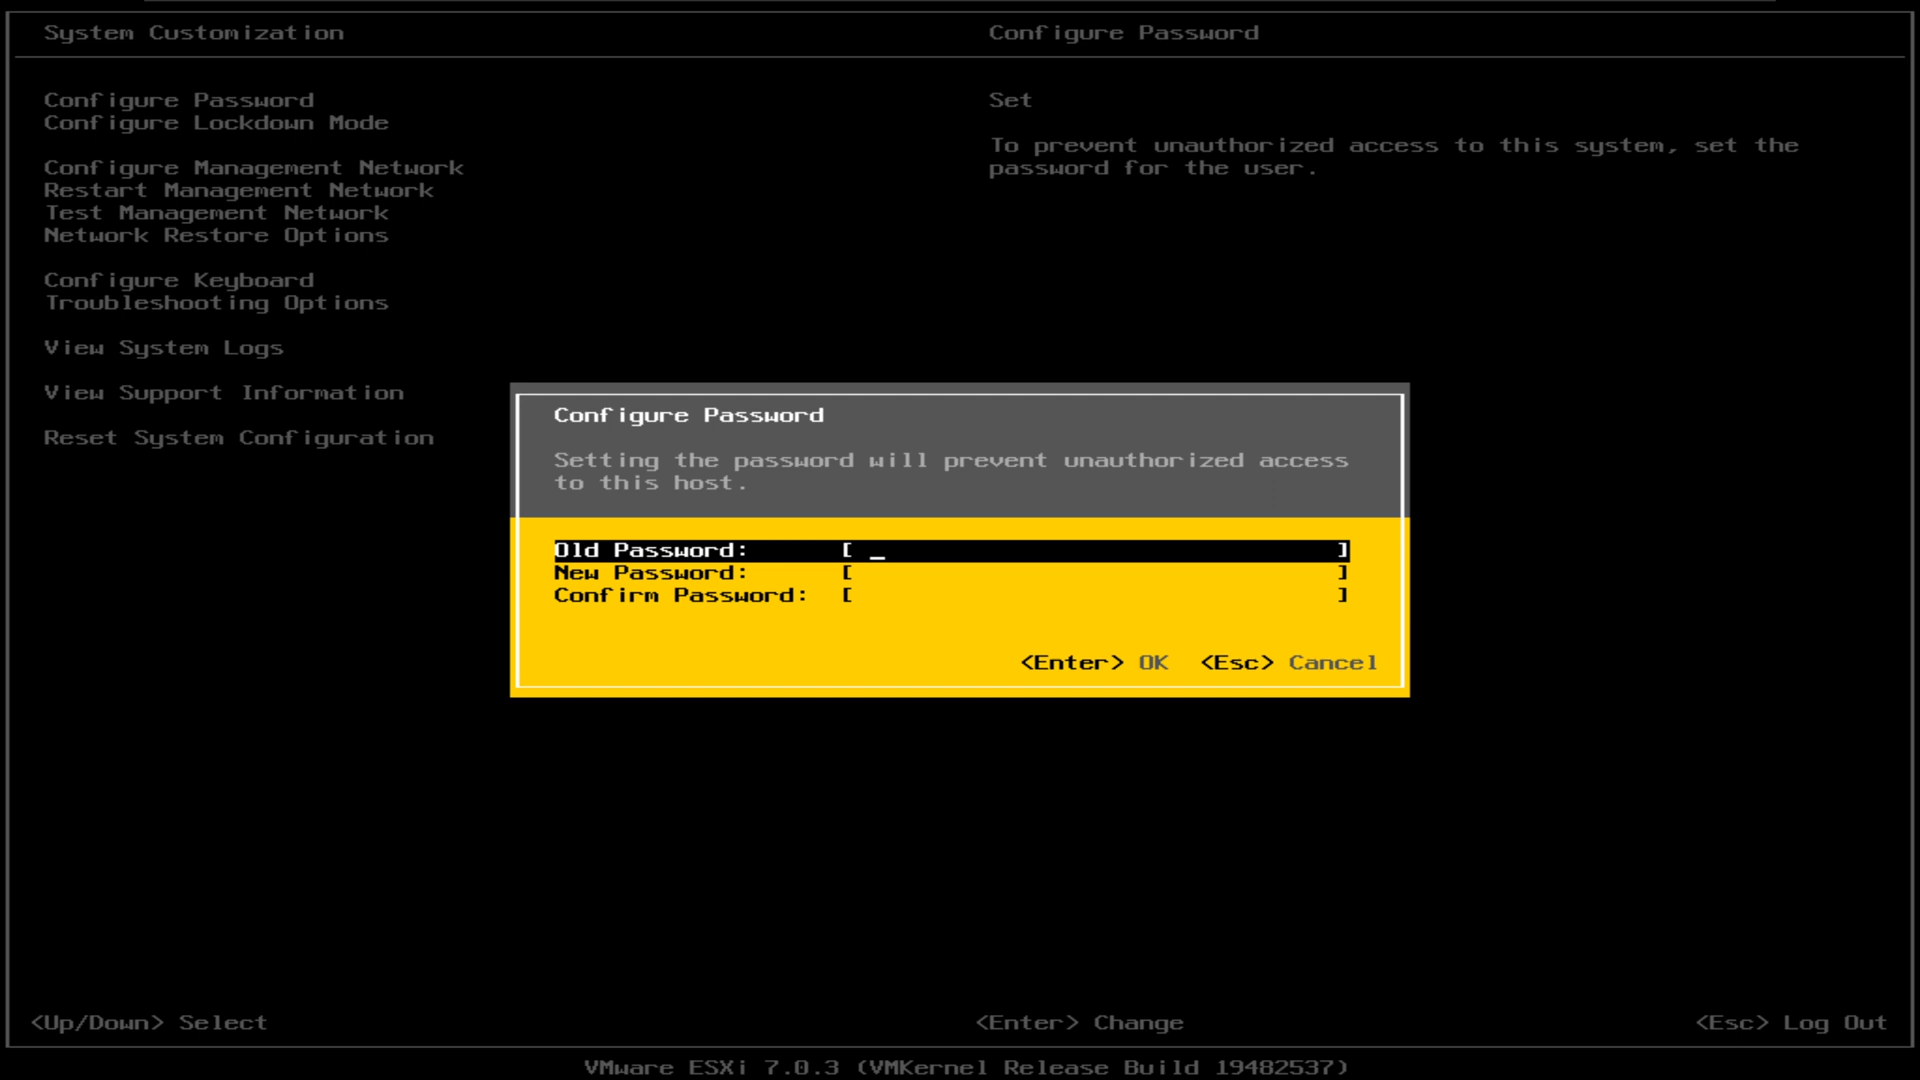 System Customization
Configure Password
Configure Password
Configure Lockdown Mode
Configure Management Network
Restart Management Network
Test Management Network
Network Restore Options
Configure Keyboard
Troubleshooting Options
View System Logs
View Support Information
Reset System Configuration
Set
To prevent unauthorized access to this system, set the
password for the user.
Configure Password
Setting the password will prevent unauthorized access
to this host.
Old Password: [ _ ]
New Password: [ ]
Confirm Password: [ ]
<Enter> OK <Esc> Cancel
<Up/Down> Select
<Enter> Change
<Esc> Log Out
VMware ESXi 7.0.3 (VMKernel Release Build 19482537)